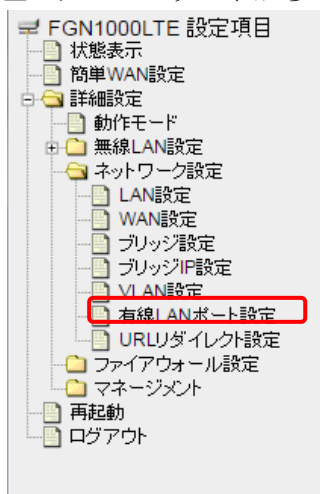 FGN1000LTE 設定項目
状態表示
簡単WAN設定
詳細設定
動作モード
無線LAN設定
ネットワーク設定
LAN設定
WAN設定
ブリッジ設定
ブリッジIP設定
VLAN設定
有線LANポート設定
URLリダイレクト設定
ファイアウォール設定
マネージメント
再起動
ログアウト